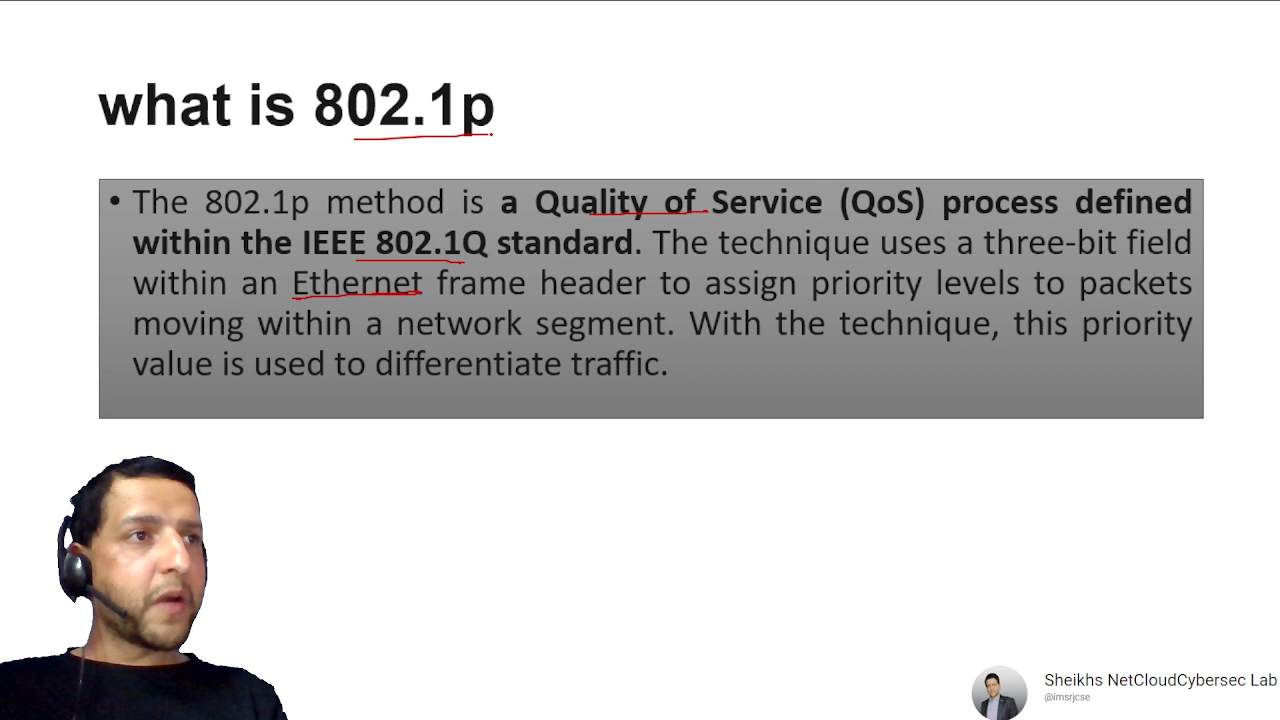 what is 802.1p
• The 802.1p method is a Quality of Service (QoS) process defined
within the IEEE 802.1Q standard. The technique uses a three-bit field
within an Ethernet frame header to assign priority levels to packets
moving within a network segment. With the technique, this priority
value is used to differentiate traffic.
Sheikhs NetCloudCybersec Lab
@imsrjcse